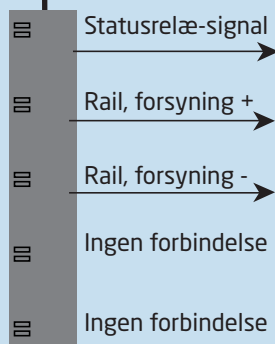 Statusrelæ-signal
Rail, forsyning +
Rail, forsyning -
Ingen forbindelse
Ingen forbindelse